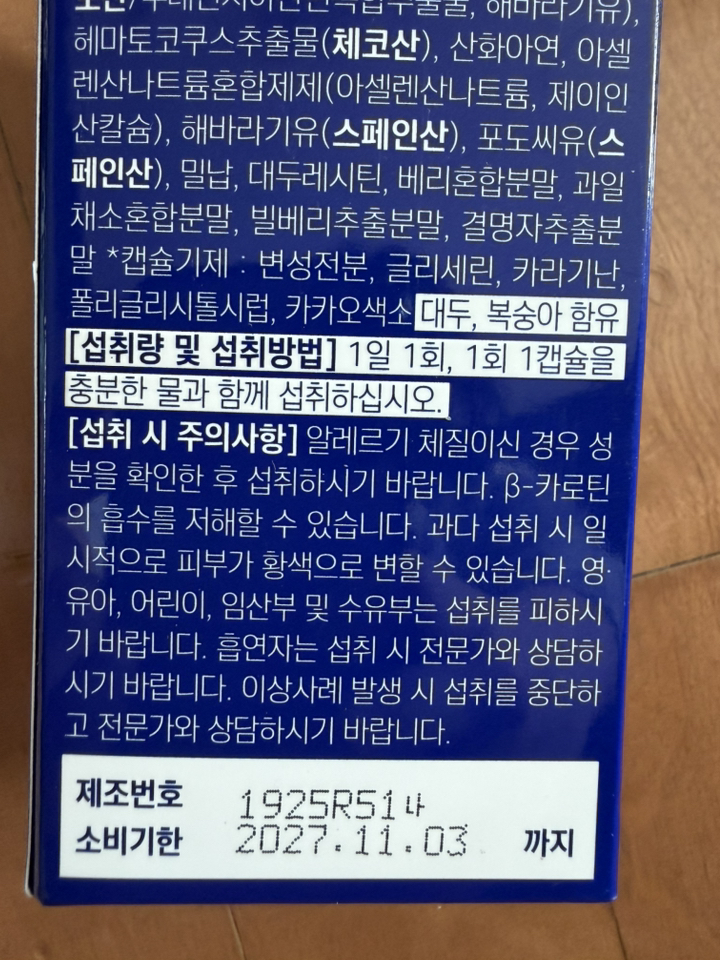 해바라기유),
헤마토코쿠스추출물(체코산), 산화아연, 아셀
렌산나트륨혼합제제(아셀렌산나트륨, 제이인
산칼슘), 해바라기유(스페인산), 포도씨유(스
페인산), 밀납, 대두레시틴, 베리혼합분말, 과일
채소혼합분말, 빌베리추출분말, 결명자추출분
말 *캡슐기제 : 변성전분, 글리세린, 카라기난,
폴리글리시톨시럽, 카카오색소 대두, 복숭아 함유
[섭취량 및 섭취방법] 1일 1회, 1회 1캡슐을
충분한 물과 함께 섭취하십시오.
[섭취 시 주의사항] 알레르기 체질이신 경우 성
분을 확인한 후 섭취하시기 바랍니다. β-카로틴
의 흡수를 저해할 수 있습니다. 과다 섭취 시 일
시적으로 피부가 황색으로 변할 수 있습니다. 영·
유아, 어린이, 임산부 및 수유부는 섭취를 피하시
기 바랍니다. 흡연자는 섭취 시 전문가와 상담하
시기 바랍니다. 이상사례 발생 시 섭취를 중단하
고 전문가와 상담하시기 바랍니다.
제조번호 1925R514나
소비기한 2027.11.03 까지